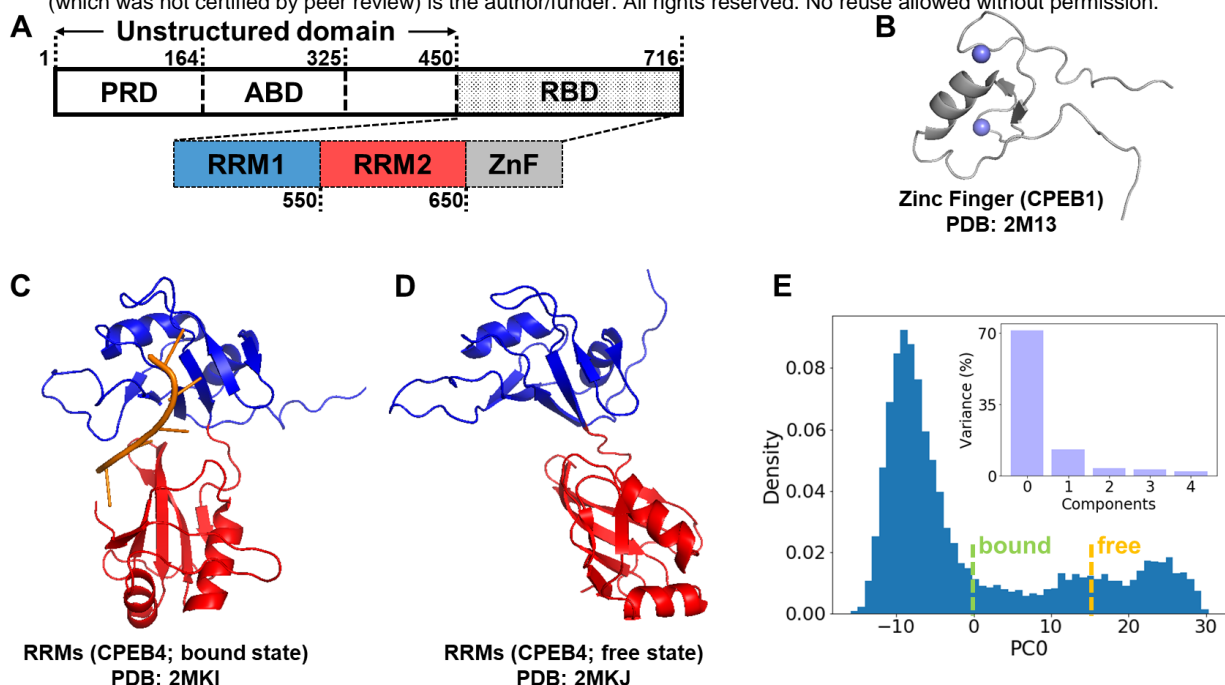 (which was not certified by peer review) is the author/funder. All rights reserved. No reuse allowed without permission.
A
Unstructured domain
1 164 325 450 716
PRD ABD RBD
RRM1 RRM2 ZnF
550 650
B
Zinc Finger (CPEB1)
PDB: 2M13
C
RRMs (CPEB4; bound state)
PDB: 2MKI
D
RRMs (CPEB4; free state)
PDB: 2MKJ
E
Density
0.08
0.06
0.04
0.02
0.00
−10 0 10 20 30
PC0
bound free
Variance (%)
70
35
0
0 1 2 3 4
Components